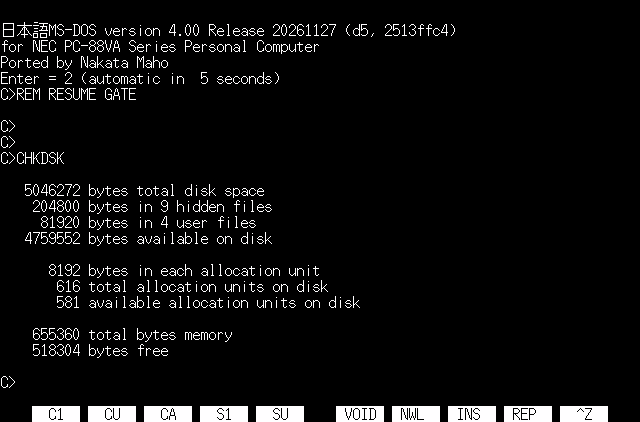 日本語MS-DOS version 4.00 Release 20261127 (d5, 2513ffc4)
for NEC PC-88VA Series Personal Computer
Ported by Nakata Maho
Enter = 2 (automatic in  5 seconds)
C>REM RESUME GATE
C>
C>
C>CHKDSK
5046272 bytes total disk space
204800 bytes in 9 hidden files
81920 bytes in 4 user files
4759552 bytes available on disk
8192 bytes in each allocation unit
616 total allocation units on disk
581 available allocation units on disk
655360 total bytes memory
518304 bytes free
C>
C1 CU CA S1 SU VOID NWL INS REP ^Z